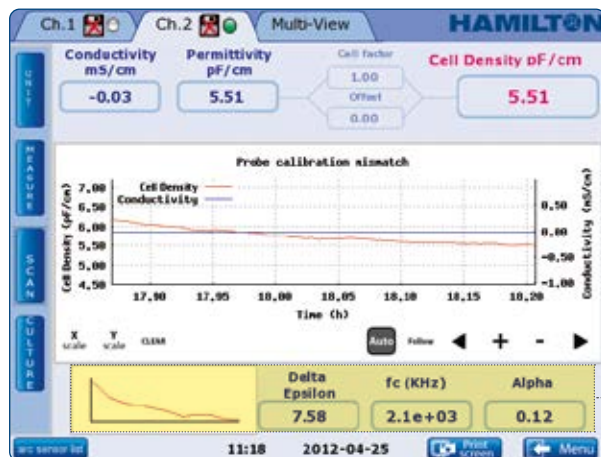 Ch.1 Ch.2 Multi-View HAMILTON
Conductivity mS/cm
-0.03
Permittivity pF/cm
5.51
Cell factor
1.00
Offset
0.00
Cell Density pF/cm
5.51
UNIT
MEASURE
SCAN
CULTURE
Probe calibration mismatch
Cell Density
Conductivity
Cell Density (pF/cm)
7.00
6.50
6.00
5.50
5.00
4.50
0.50
0.00
-0.50
-1.00
Conductivity (mS/cm)
17.90 17.95 18.00 18.05 18.10 18.15 18.20
Time (h)
X scale
Y scale
CLEAR
Auto
Follow
+ -
Delta Epsilon
7.58
fc (KHz)
2.1e+03
Alpha
0.12
arc sensor list
11:18 2012-04-25
Print screen
Menu